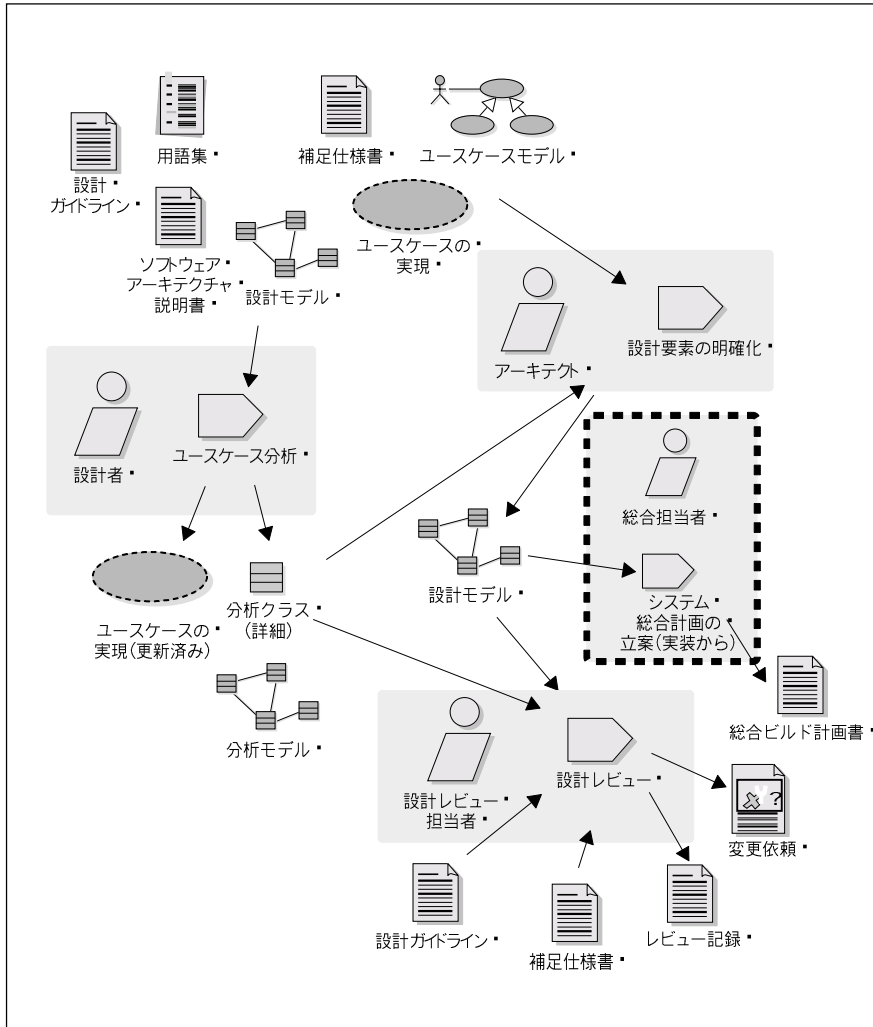 用語集
補足仕様書
ユースケースモデル
設計
ガイドライン
ソフトウェア
アーキテクチャ
説明書
設計モデル
ユースケースの
実現
アーキテクト
設計要素の明確化
設計者
ユースケース分析
総合担当者
システム
総合計画の
立案(実装から)
設計モデル
ユースケースの
実現(更新済み)
分析クラス
(詳細)
分析モデル
総合ビルド計画書
設計レビュー
担当者
設計レビュー
変更依頼
設計ガイドライン
補足仕様書
レビュー記録